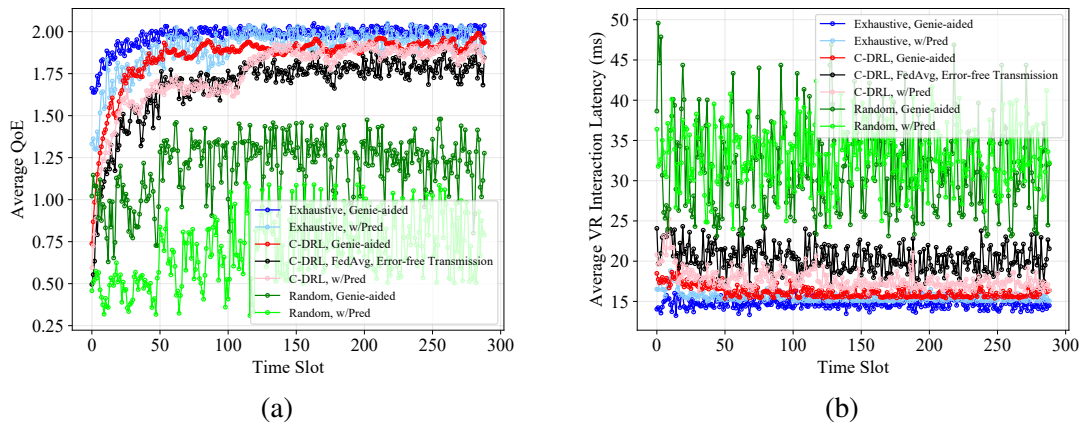 2.00
1.75
1.50
1.25
1.00
0.75
0.50
0.25
Average QoE
Exhaustive, Genie-aided
Exhaustive, w/Pred
C-DRL, Genie-aided
C-DRL, FedAvg, Error-free Transmission
C-DRL, w/Pred
Random, Genie-aided
Random, w/Pred
0 50 100 150 200 250 300
Time Slot
(a)
50
45
40
35
30
25
20
15
Average VR Interaction Latency (ms)
Exhaustive, Genie-aided
Exhaustive, w/Pred
C-DRL, Genie-aided
C-DRL, FedAvg, Error-free Transmission
C-DRL, w/Pred
Random, Genie-aided
Random, w/Pred
0 50 100 150 200 250 300
Time Slot
(b)